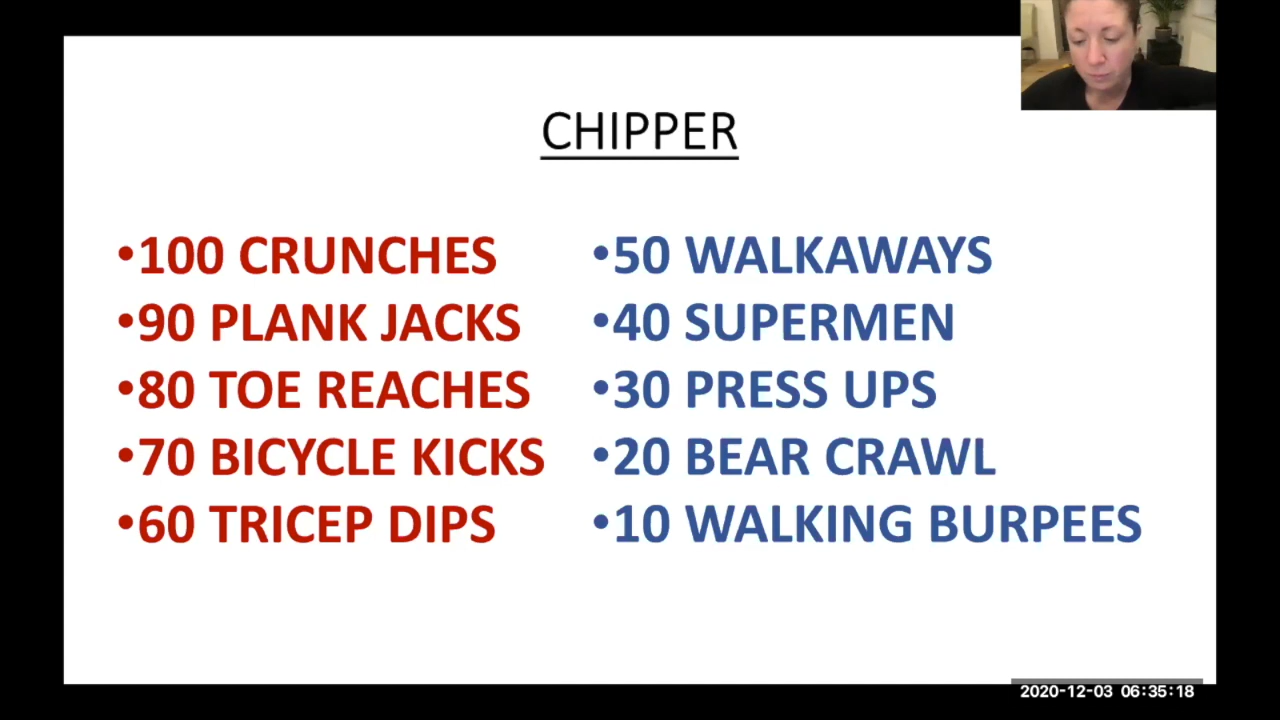 CHIPPER
•100 CRUNCHES
•90 PLANK JACKS
•80 TOE REACHES
•70 BICYCLE KICKS
•60 TRICEP DIPS
•50 WALKAWAYS
•40 SUPERMEN
•30 PRESS UPS
•20 BEAR CRAWL
•10 WALKING BURPEES
2020-12-03 06:35:18